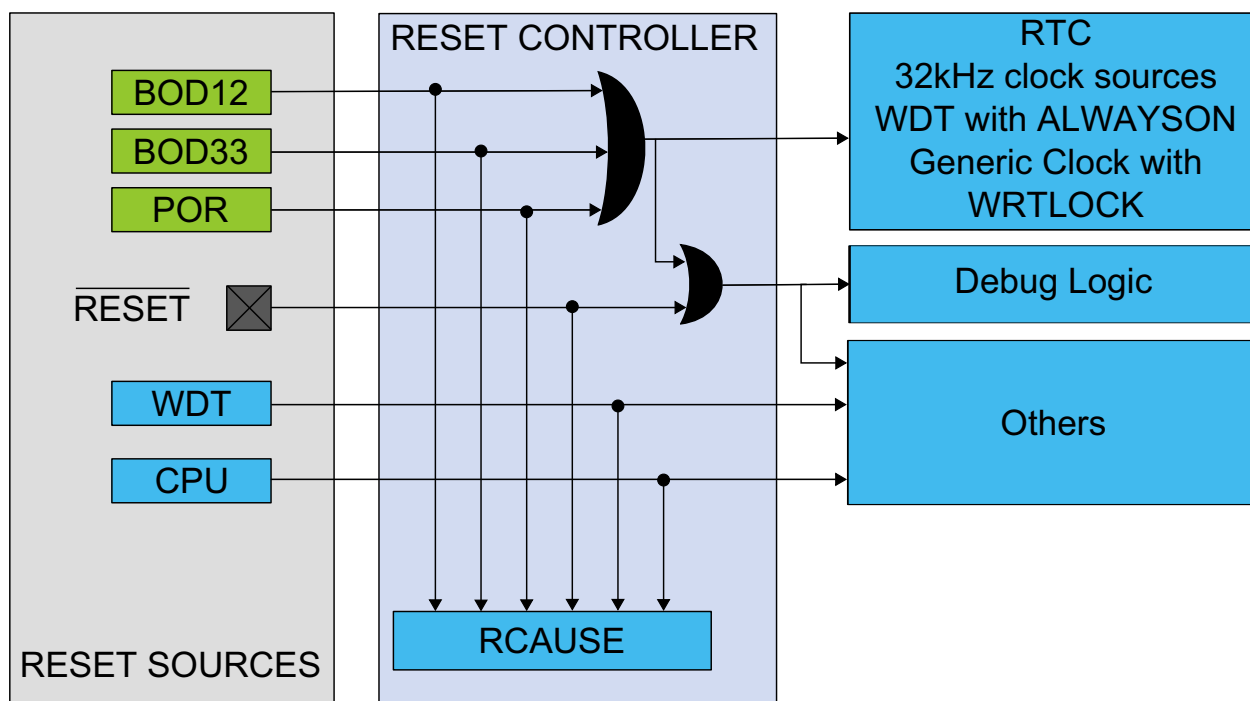 RESET SOURCES
BOD12
BOD33
POR
RESET
WDT
CPU
RESET CONTROLLER
RCAUSE
RTC
32kHz clock sources
WDT with ALWAYSON
Generic Clock with
WRTLOCK
Debug Logic
Others